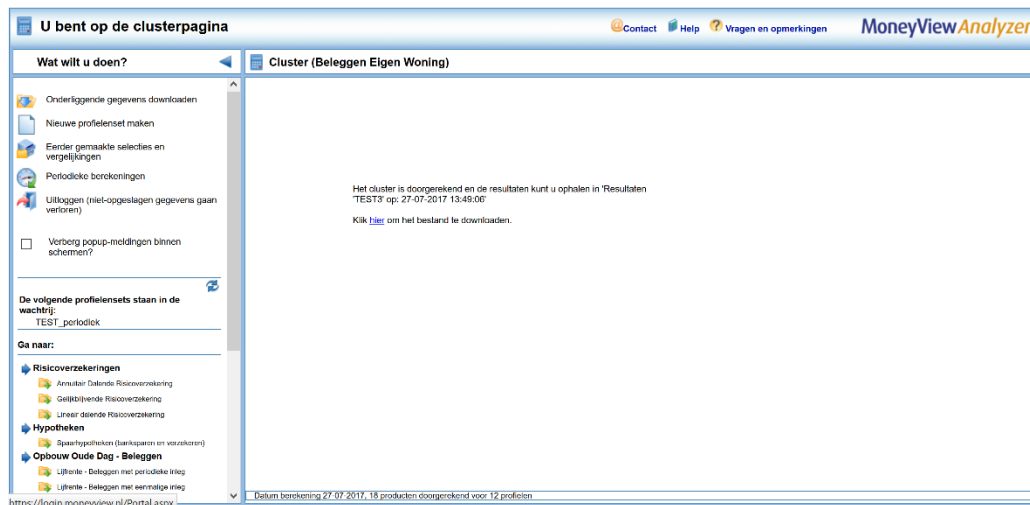 U bent op de clusterpagina
Contact Help Vragen en opmerkingen
MoneyView Analyzer
Wat wilt u doen?
Cluster (Beleggen Eigen Woning)
Onderliggende gegevens downloaden
Nieuwe profielenset maken
Eerder gemaakte selecties en
vergelijkingen
Periodieke berekeningen
Uitloggen (niet-opgeslagen gegevens gaan
verloren)
Verberg popup-meldingen binnen
schermen?
De volgende profielensets staan in de
wachtrij:
TEST_periodiek
Ga naar:
Risicoverzekeringen
Annuïtair Dalende Risicoverzekering
Gelijkblijvende Risicoverzekering
Lineair dalende Risicoverzekering
Hypotheken
Spaarhypotheken (banksparen en verzekeren)
Opbouw Oude Dag - Beleggen
Lijfrente - Beleggen met periodieke inleg
Lijfrente - Beleggen met eenmalige inleg
https://login.moneyview.nl/Portal.aspx
Het cluster is doorgerekend en de resultaten kunt u ophalen in 'Resultaten
'TEST3' op: 27-07-2017 13:49:06'
Klik hier om het bestand te downloaden.
Datum berekening 27-07-2017, 18 producten doorgerekend voor 12 profielen